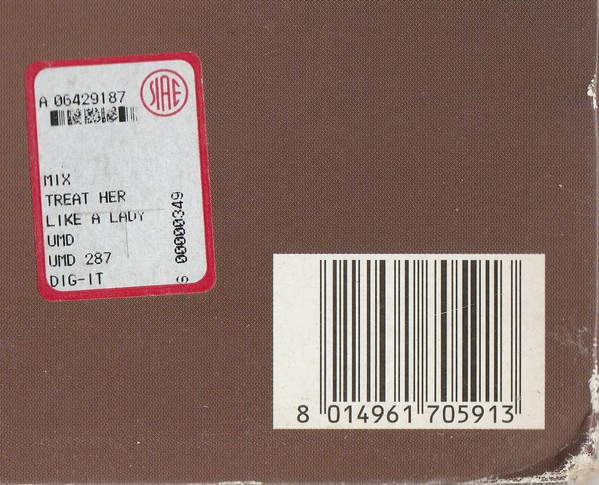 A 06429187
SIAE
MIX
TREAT HER
LIKE A LADY
UMD
UMD 287
DIG-IT
S 00000349
8 014961 705913